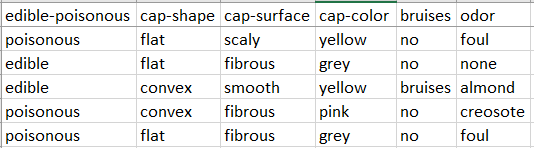 edible-poisonous cap-shape cap-surface cap-color bruises odor
poisonous flat scaly yellow no foul
edible flat fibrous grey no none
edible convex smooth yellow bruises almond
poisonous convex fibrous pink no creosote
poisonous flat fibrous grey no foul